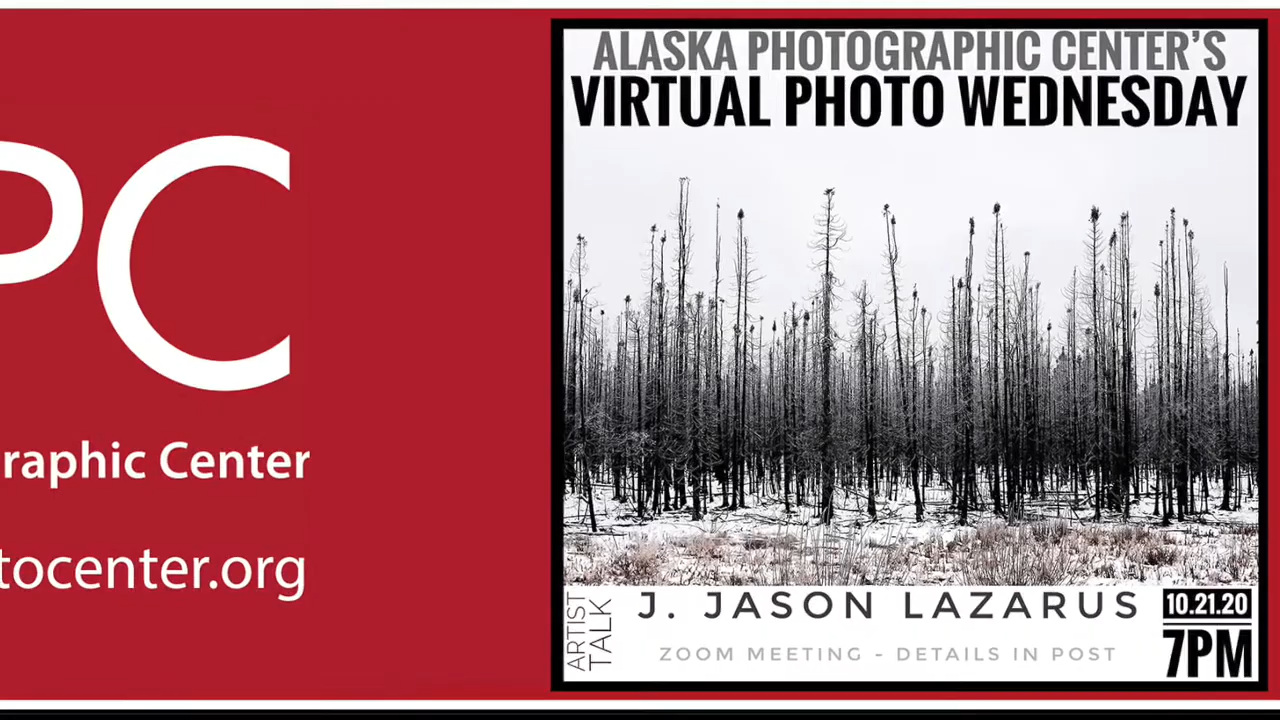 PC
raphic Center
tocenter.org
ALASKA PHOTOGRAPHIC CENTER'S
VIRTUAL PHOTO WEDNESDAY
ARTIST
TALK
J. JASON LAZARUS
ZOOM MEETING - DETAILS IN POST
10.21.20
7PM